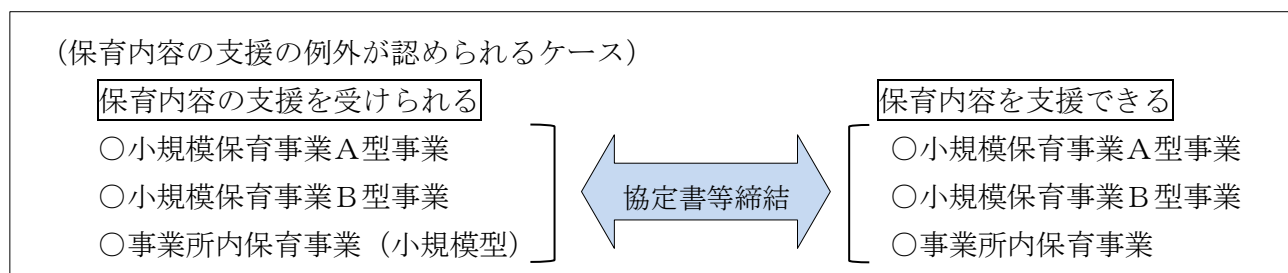 （保育内容の支援の例外が認められるケース）
保育内容の支援を受けられる
○小規模保育事業Ａ型事業
○小規模保育事業Ｂ型事業
○事業所内保育事業（小規模型）
協定書等締結
保育内容を支援できる
○小規模保育事業Ａ型事業
○小規模保育事業Ｂ型事業
○事業所内保育事業